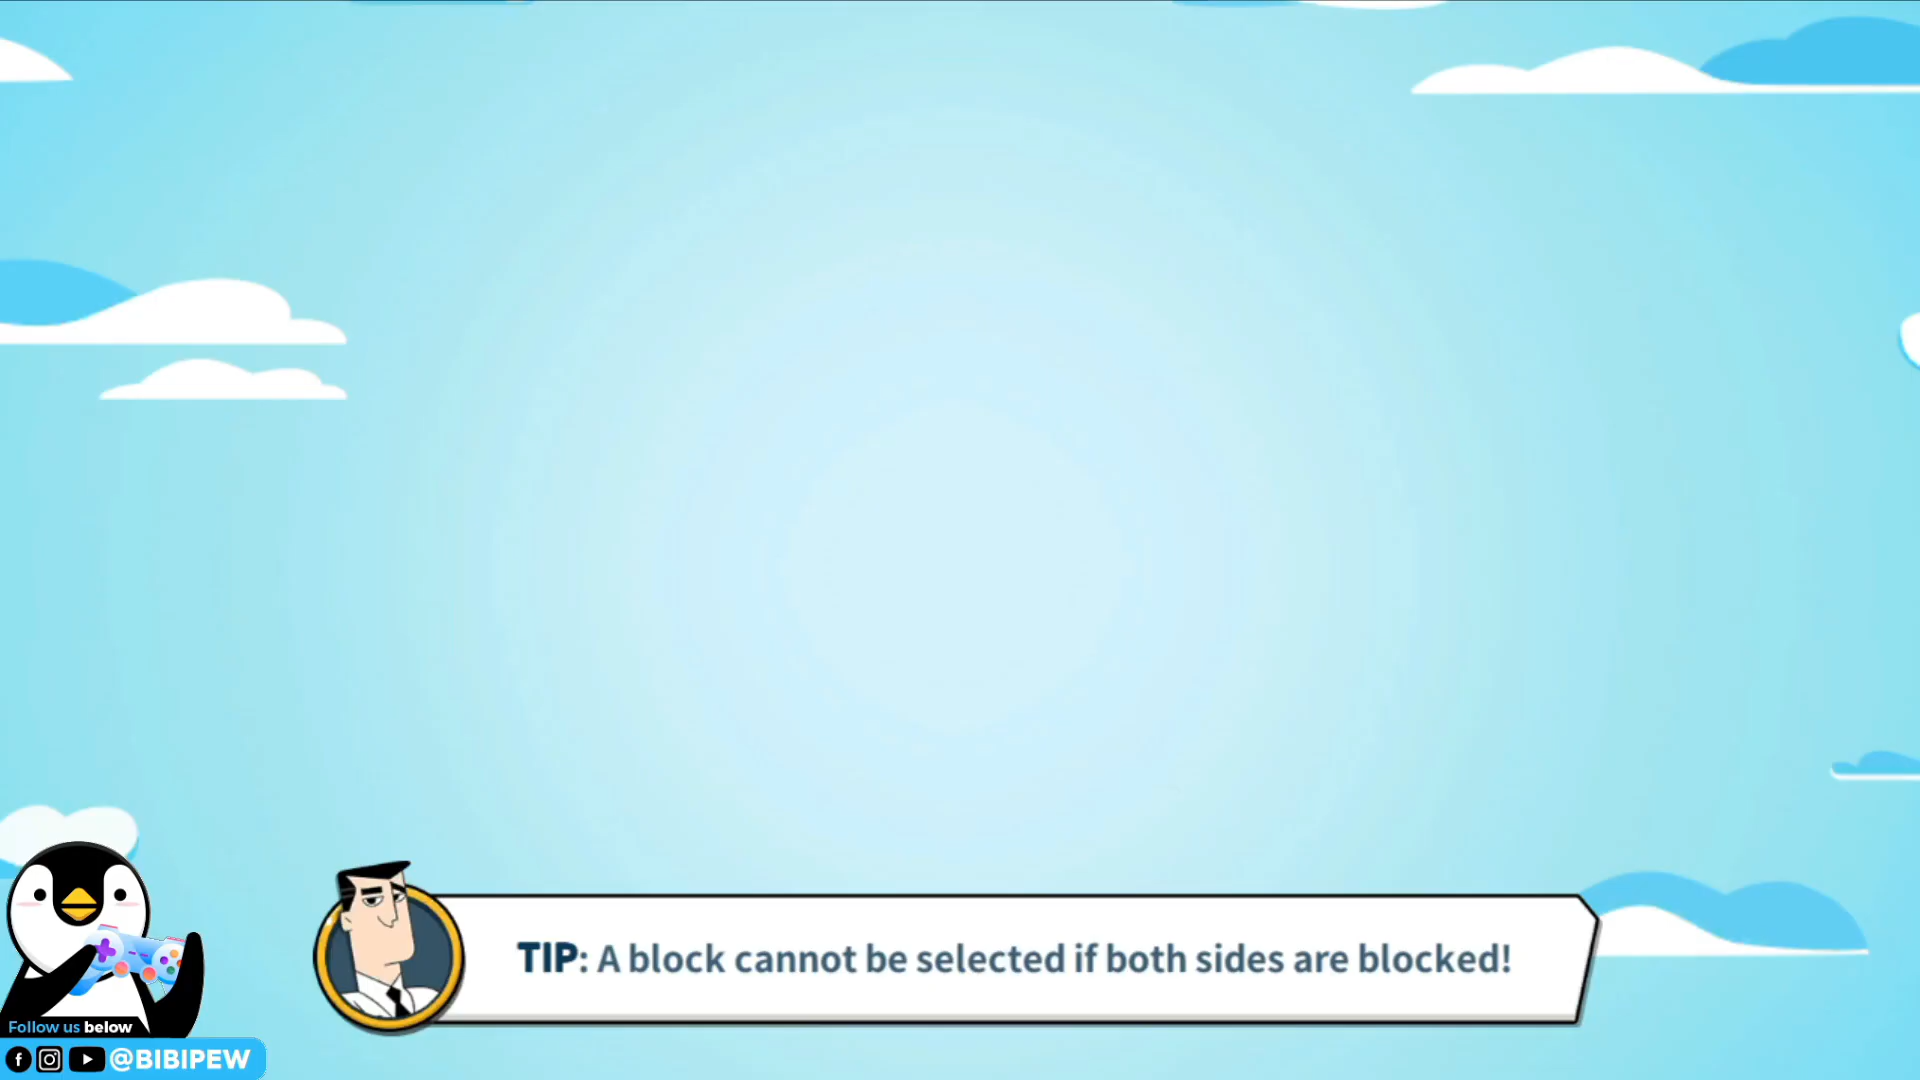 TIP: A block cannot be selected if both sides are blocked!
Follow us below
@BIBIPEW